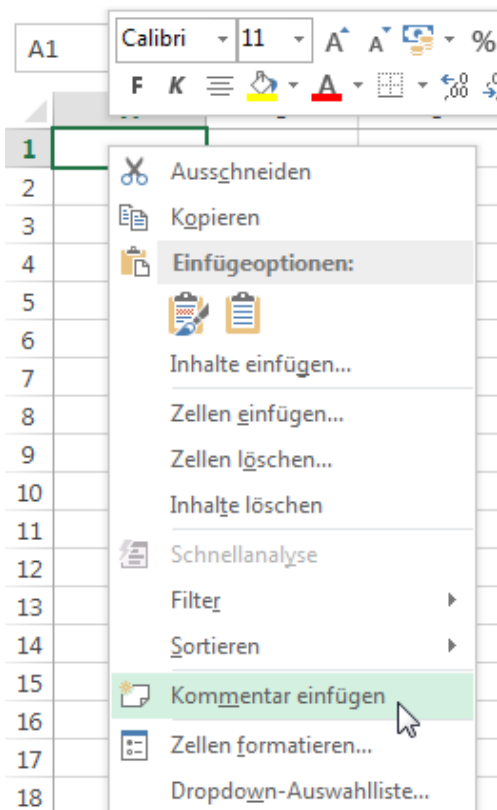 A1
Calibri 11 A A %
F K A
1
2
3
4
5
6
7
8
9
10
11
12
13
14
15
16
17
18
Ausschneiden
Kopieren
Einfügeoptionen:
Inhalte einfügen...
Zellen einfügen...
Zellen löschen...
Inhalte löschen
Schnellanalyse
Filter
Sortieren
Kommentar einfügen
Zellen formatieren...
Dropdown-Auswahlliste...